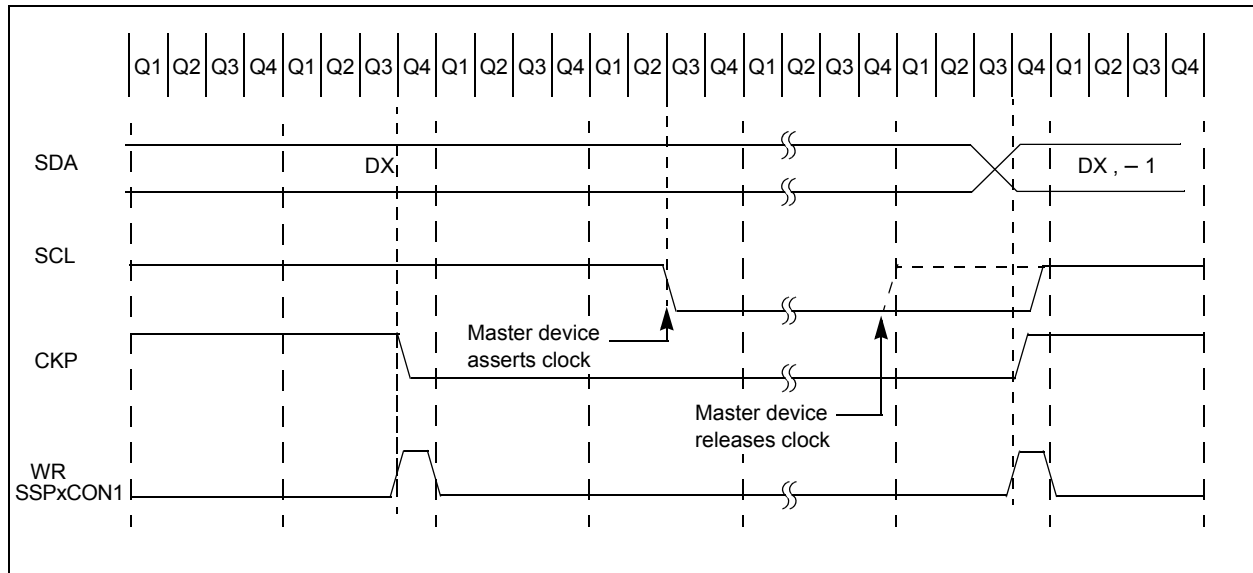 Q1 Q2 Q3 Q4 Q1 Q2 Q3 Q4 Q1 Q2 Q3 Q4 Q1 Q2 Q3 Q4 Q1 Q2 Q3 Q4 Q1 Q2 Q3 Q4 Q1 Q2 Q3 Q4
SDA
DX
DX , – 1
SCL
Master device
asserts clock
CKP
Master device
releases clock
WR
SSPxCON1